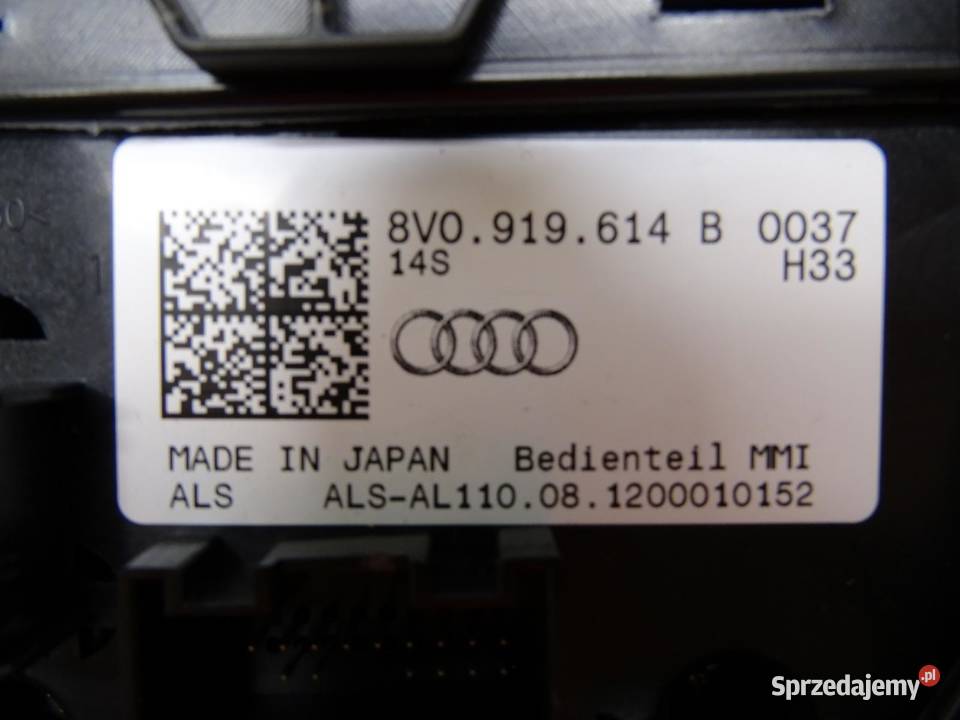 8V0.919.614 B 0037
14S H33
MADE IN JAPAN Bedienteil MMI
ALS ALS-AL110.08.1200010152
Sprzedajemy.pl